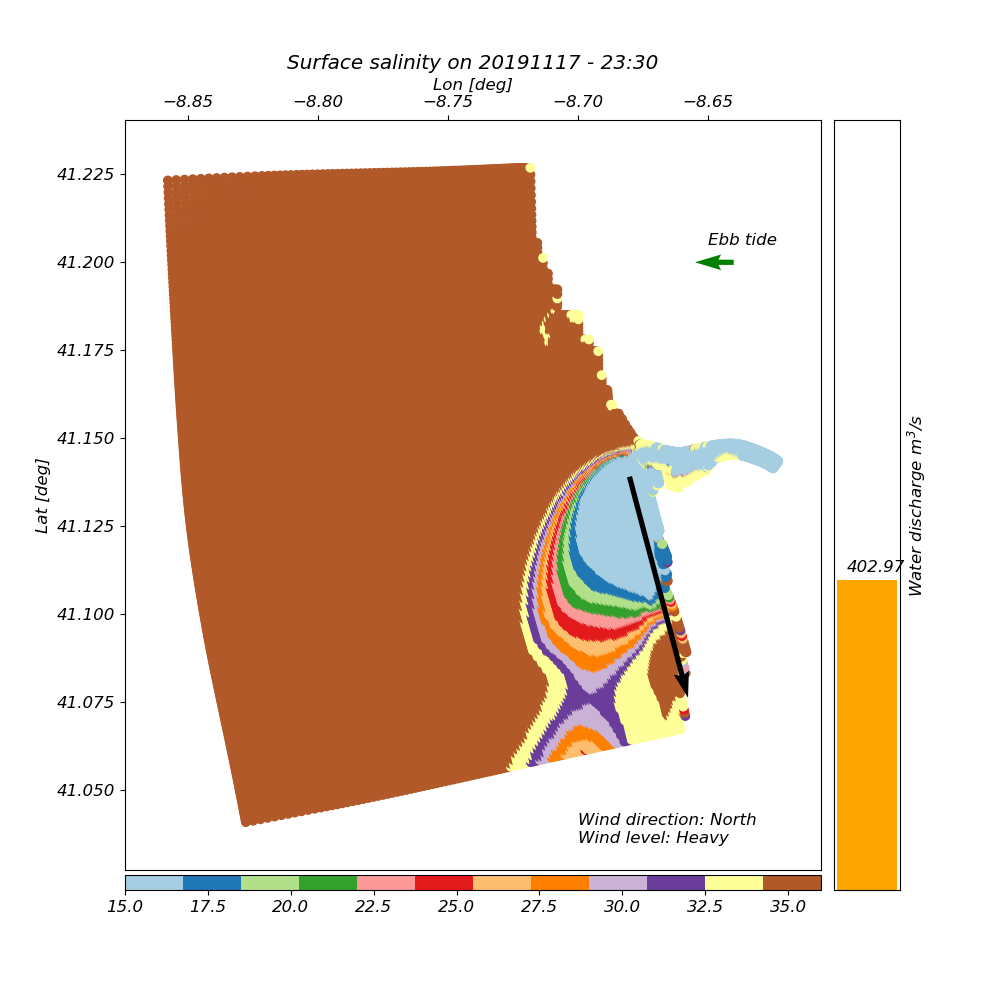 Surface salinity on 20191117 - 23:30
Lon [deg]
−8.85 −8.80 −8.75 −8.70 −8.65
41.225
41.200
41.175
41.150
41.125
41.100
41.075
41.050
Lat [deg]
Ebb tide
Wind direction: North
Wind level: Heavy
402.97
Water discharge m³/s
15.0 17.5 20.0 22.5 25.0 27.5 30.0 32.5 35.0